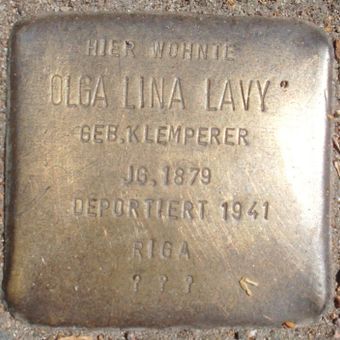 HIER WOHNTE
OLGA LINA LAVY
GEB. KLEMPERER
JG. 1879
DEPORTIERT 1941
RIGA
? ? ?